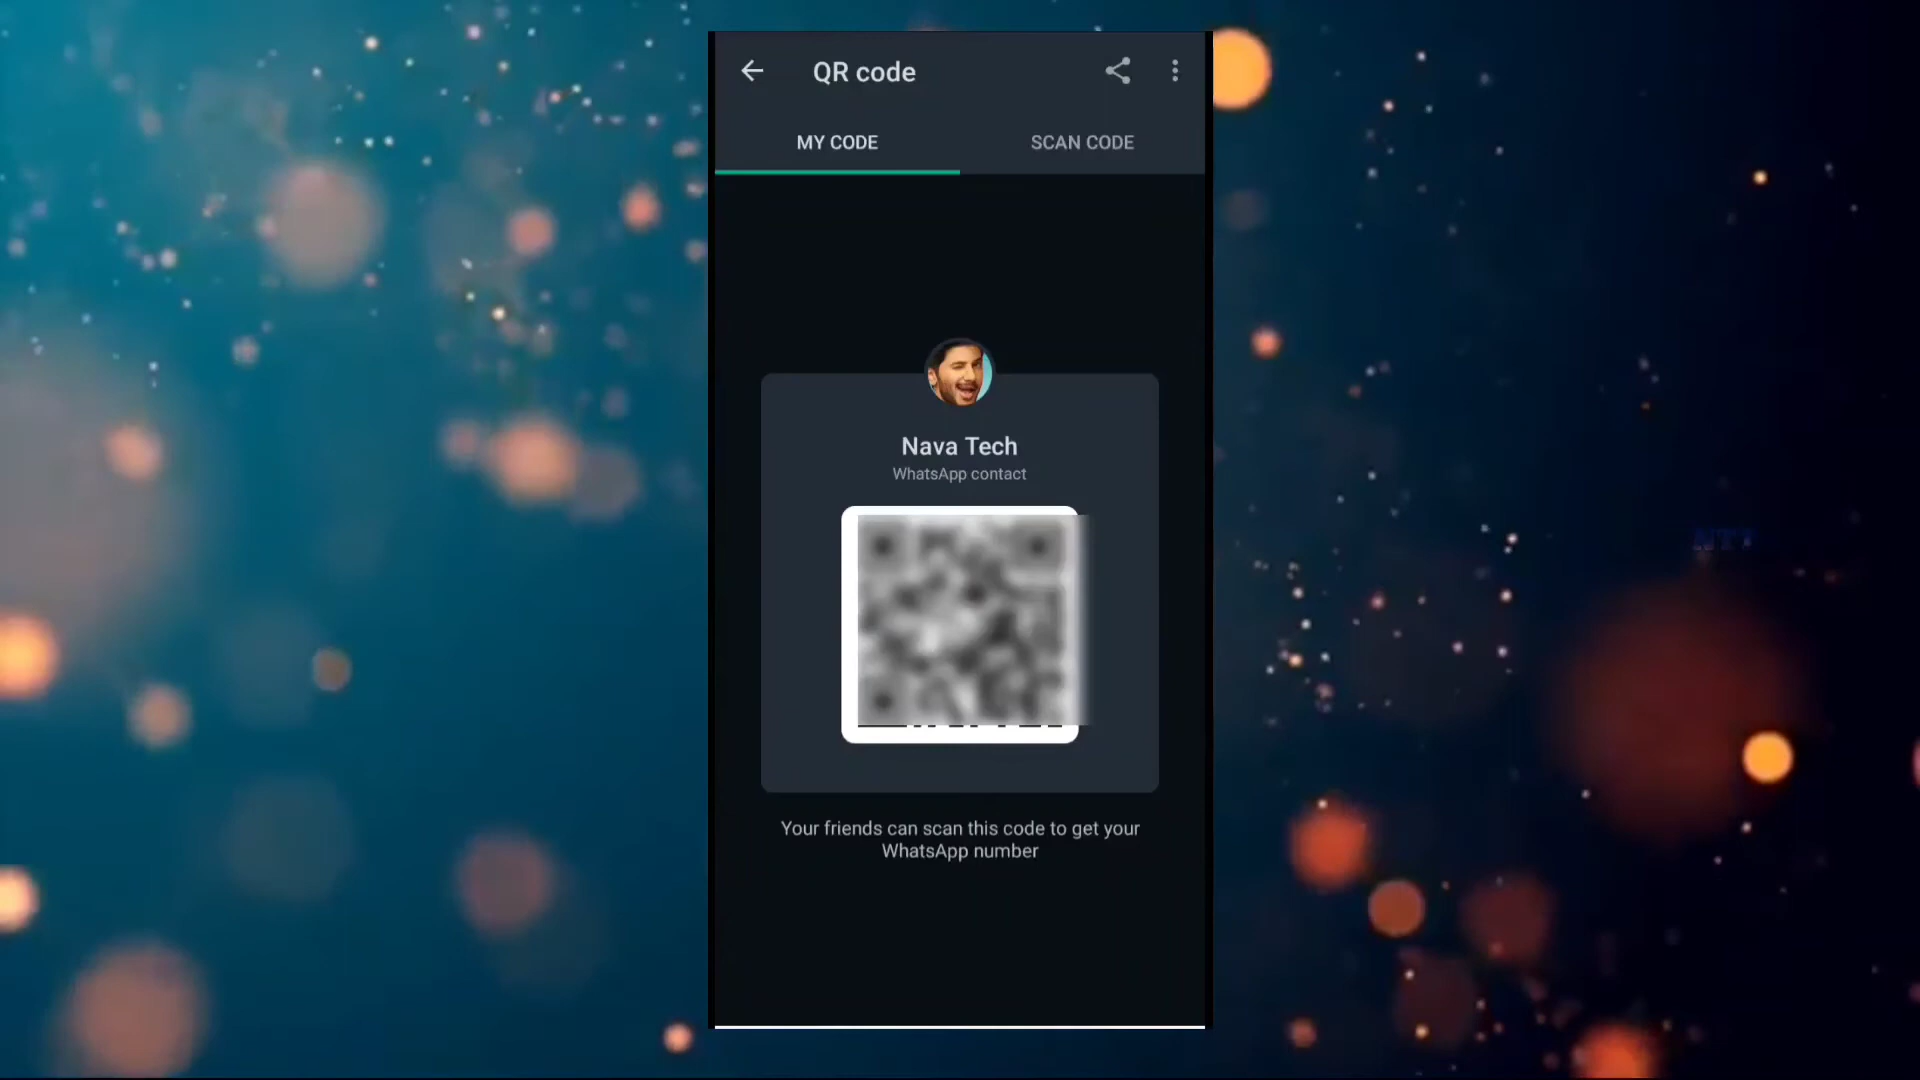 QR code
MY CODE
SCAN CODE
Nava Tech
WhatsApp contact
Your friends can scan this code to get your
WhatsApp number